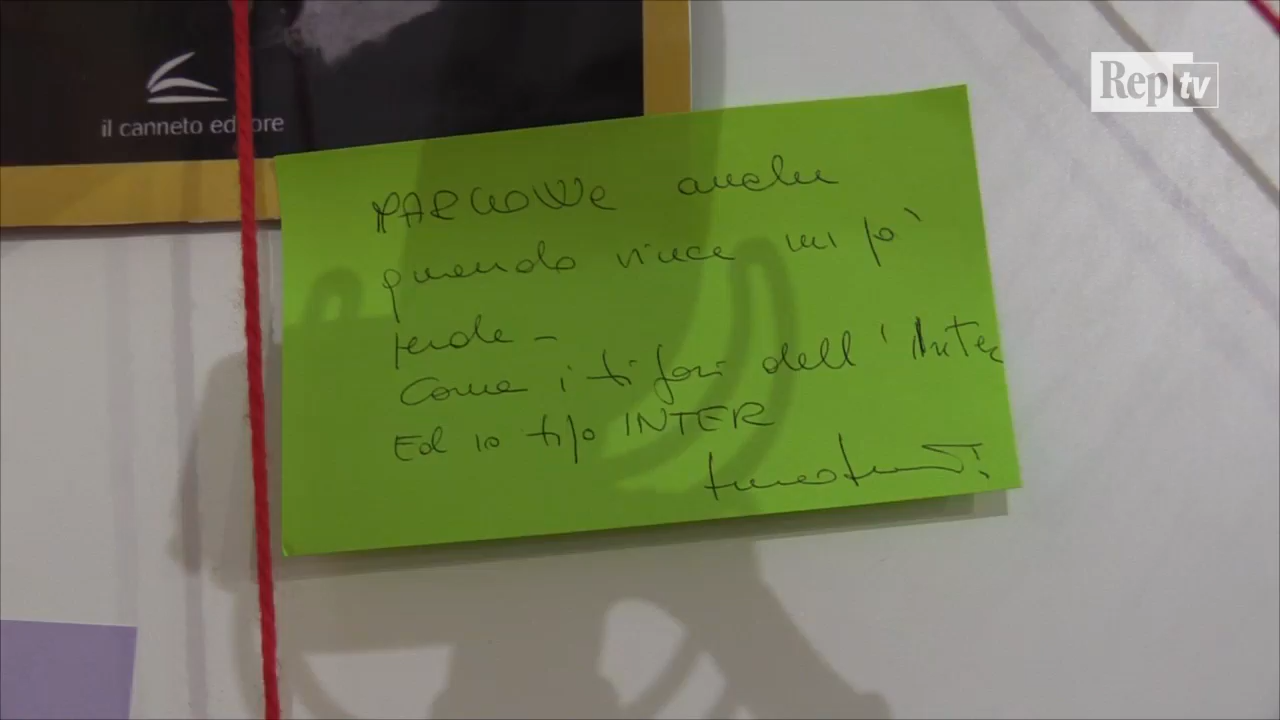 Rep tv
il canneto editore
MARLOWE anche
quando vince mi fa'
perde -
Come i tifosi dell'Inter
Ed io tifo INTER